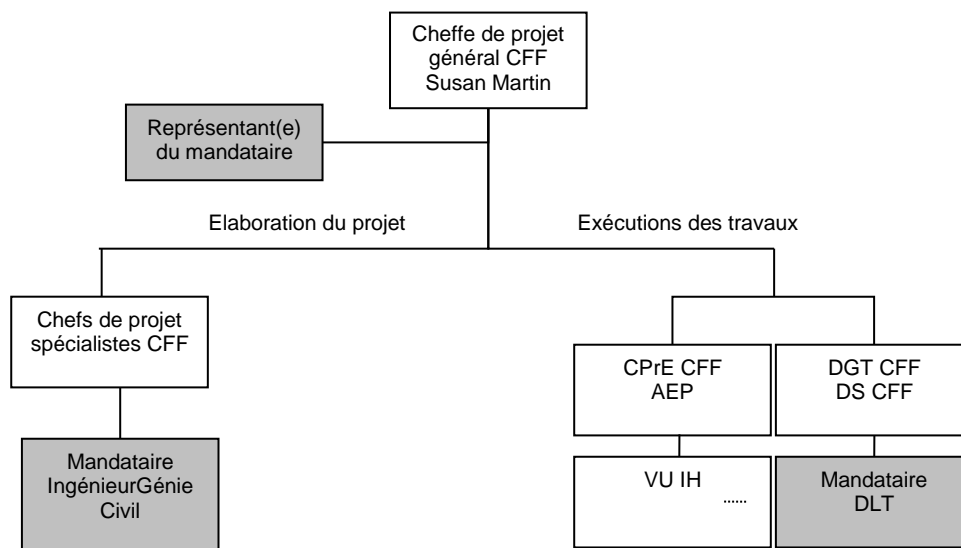 Cheffe de projet
général CFF
Susan Martin
Représentant(e)
du mandataire
Elaboration du projet
Exécutions des travaux
Chefs de projet
spécialistes CFF
CPrE CFF
AEP
DGT CFF
DS CFF
Mandataire
IngénieurGénie
Civil
VU IH
......
Mandataire
DLT